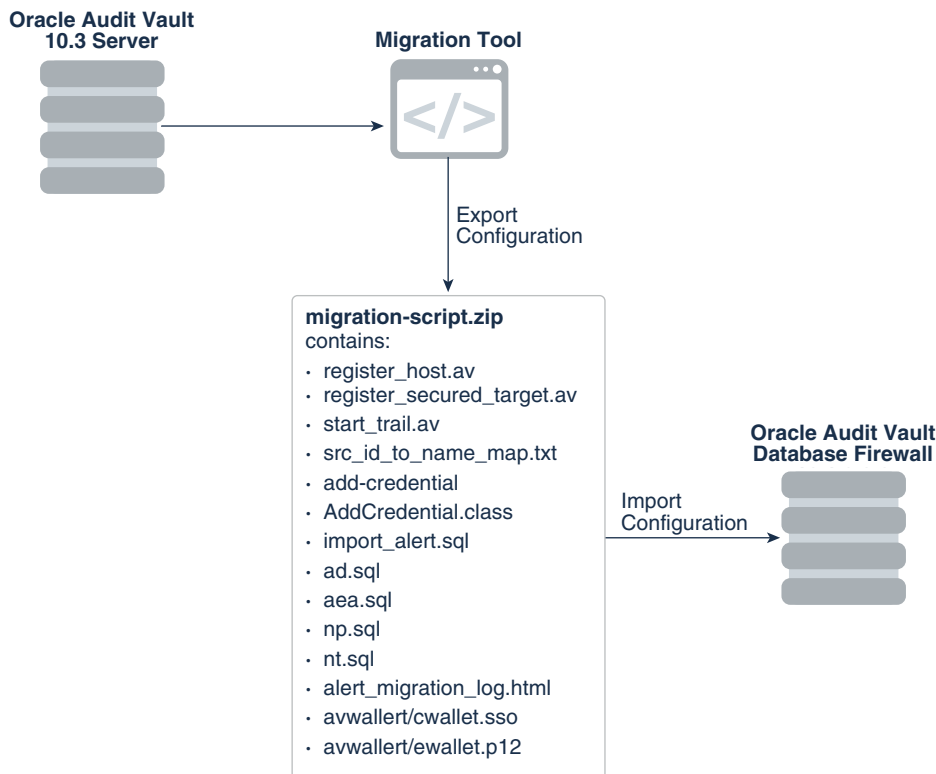 Oracle Audit Vault
10.3 Server
Migration Tool
</>
Export
Configuration
migration-script.zip
contains:
· register_host.av
· register_secured_target.av
· start_trail.av
· src_id_to_name_map.txt
· add-credential
· AddCredential.class
· import_alert.sql
· ad.sql
· aea.sql
· np.sql
· nt.sql
· alert_migration_log.html
· avwallert/cwallet.sso
· avwallert/ewallet.p12
Import
Configuration
Oracle Audit Vault
Database Firewall